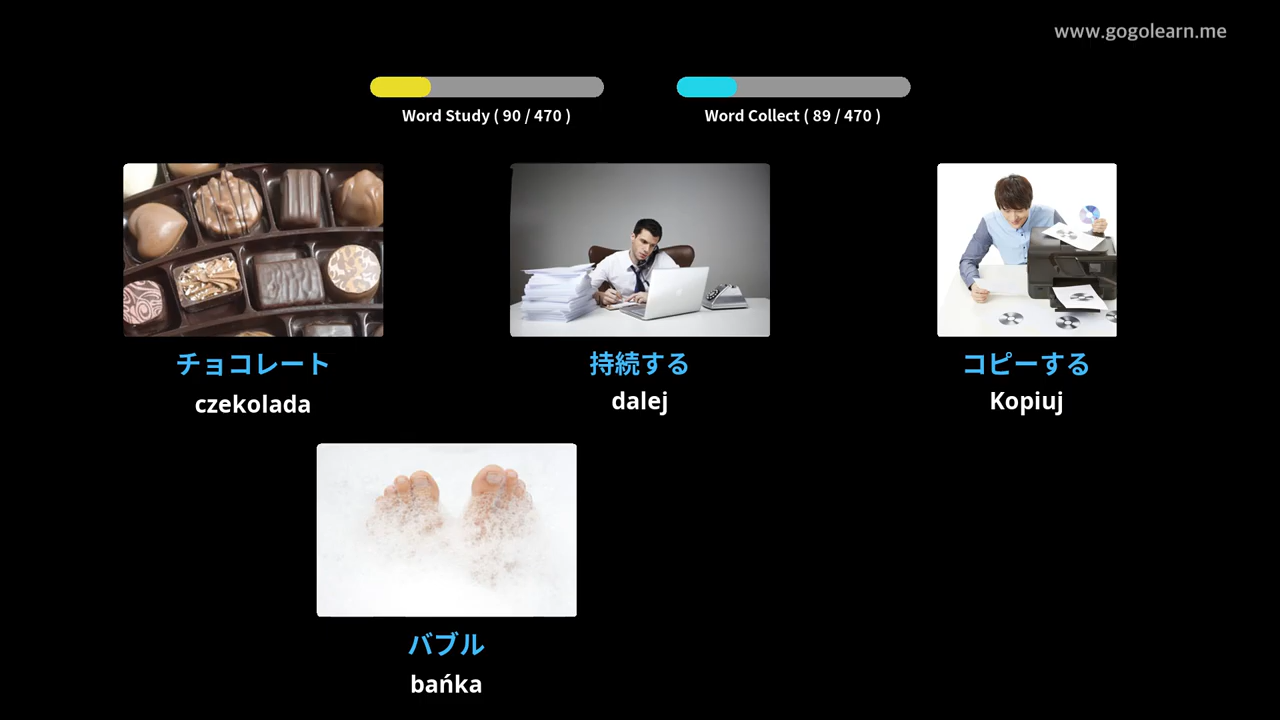 www.gogolearn.me
Word Study ( 90 / 470 )
Word Collect ( 89 / 470 )
チョコレート
czekolada
持続する
dalej
コピーする
Kopiuj
バブル
bańka